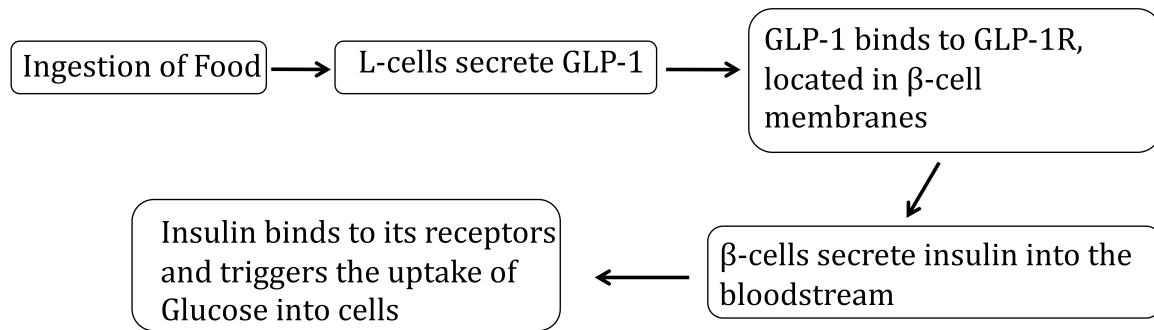 Ingestion of Food
L-cells secrete GLP-1
GLP-1 binds to GLP-1R,
located in β-cell
membranes
β-cells secrete insulin into the
bloodstream
Insulin binds to its receptors
and triggers the uptake of
Glucose into cells